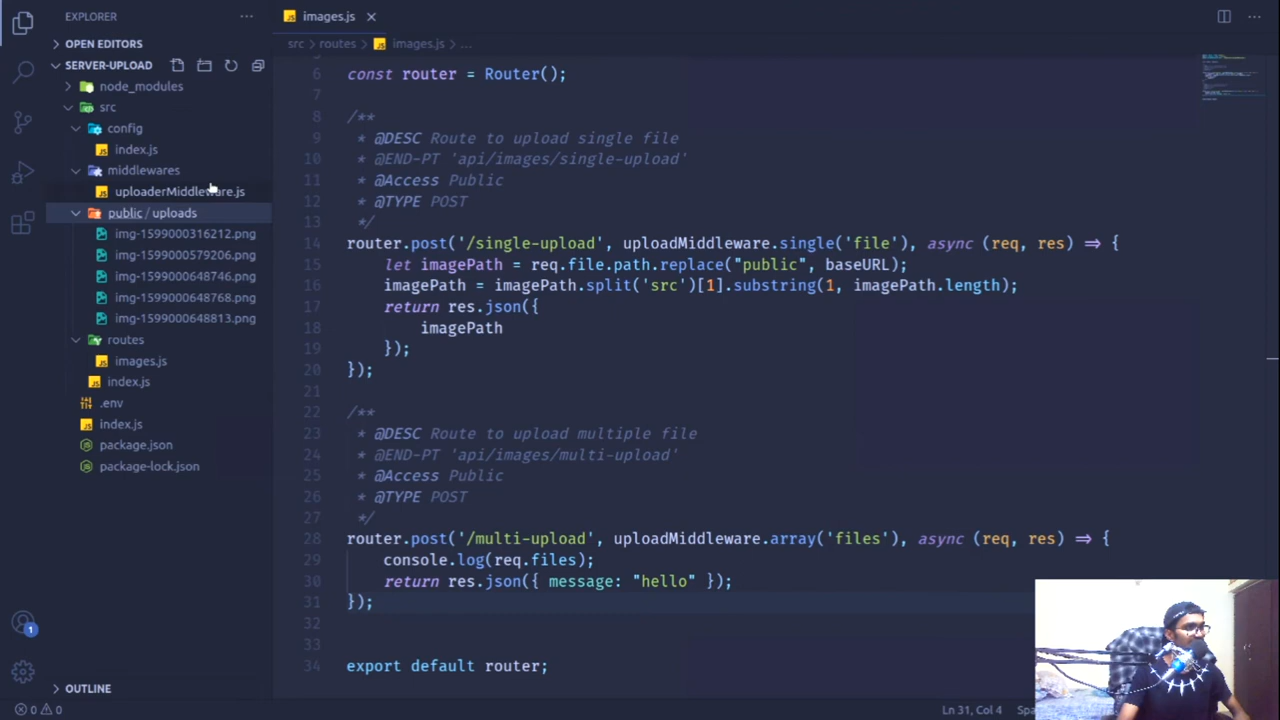 EXPLORER
images.js
OPEN EDITORS
src › routes › images.js › ...
SERVER-UPLOAD
node_modules
src
config
index.js
middlewares
uploaderMiddleware.js
public / uploads
img-1599000316212.png
img-1599000579206.png
img-1599000648746.png
img-1599000648768.png
img-1599000648813.png
routes
images.js
index.js
.env
index.js
package.json
package-lock.json
OUTLINE
6 const router = Router();
7
8 /**
9 * @DESC Route to upload single file
10 * @END-PT 'api/images/single-upload'
11 * @Access Public
12 * @TYPE POST
13 */
14 router.post('/single-upload', uploadMiddleware.single('file'), async (req, res) => {
15 let imagePath = req.file.path.replace("public", baseURL);
16 imagePath = imagePath.split('src')[1].substring(1, imagePath.length);
17 return res.json({
18 imagePath
19 });
20 });
21
22 /**
23 * @DESC Route to upload multiple file
24 * @END-PT 'api/images/multi-upload'
25 * @Access Public
26 * @TYPE POST
27 */
28 router.post('/multi-upload', uploadMiddleware.array('files'), async (req, res) => {
29 console.log(req.files);
30 return res.json({ message: "hello" });
31 });
32
33
34 export default router;
1
0 0
Ln 31, Col 4